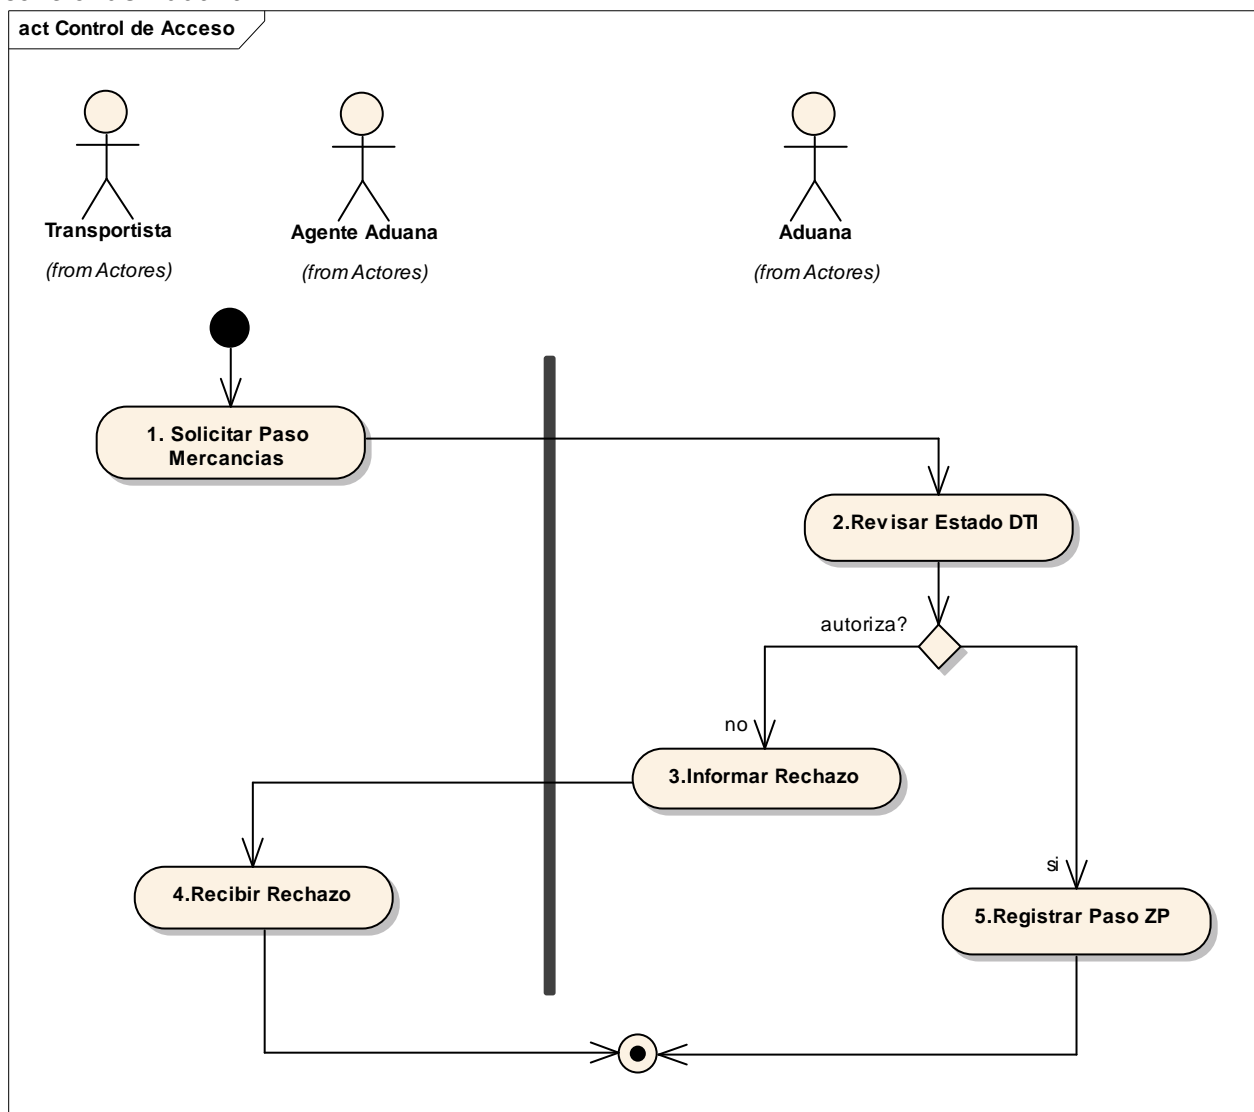 act Control de Acceso
Transportista
Agente Aduana
Aduana
(from Actores)
(from Actores)
(from Actores)
1. Solicitar Paso
Mercancias
2.Revisar Estado DTI
autoriza?
no
3.Informar Rechazo
4.Recibir Rechazo
si
5.Registrar Paso ZP